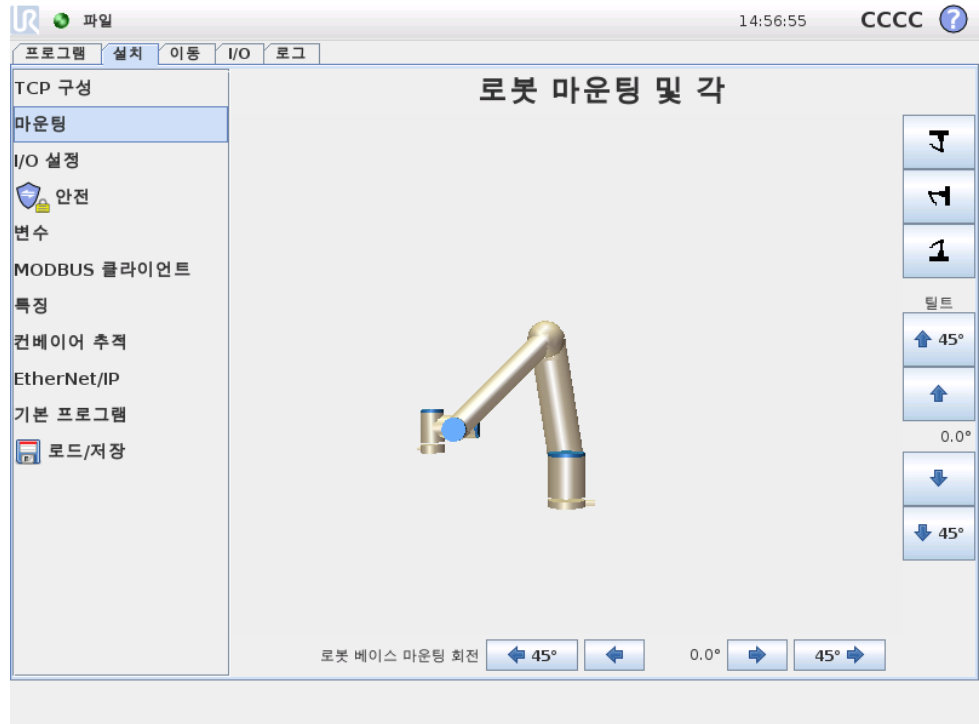 UR 파일 14:56:55 CCCC ?
프로그램 설치 이동 I/O 로그
TCP 구성
로봇 마운팅 및 각
마운팅
I/O 설정
안전
변수
MODBUS 클라이언트
특징
틸트
컨베이어 추적
45°
EtherNet/IP
기본 프로그램
0.0°
로드/저장
45°
로봇 베이스 마운팅 회전 45° 0.0° 45°